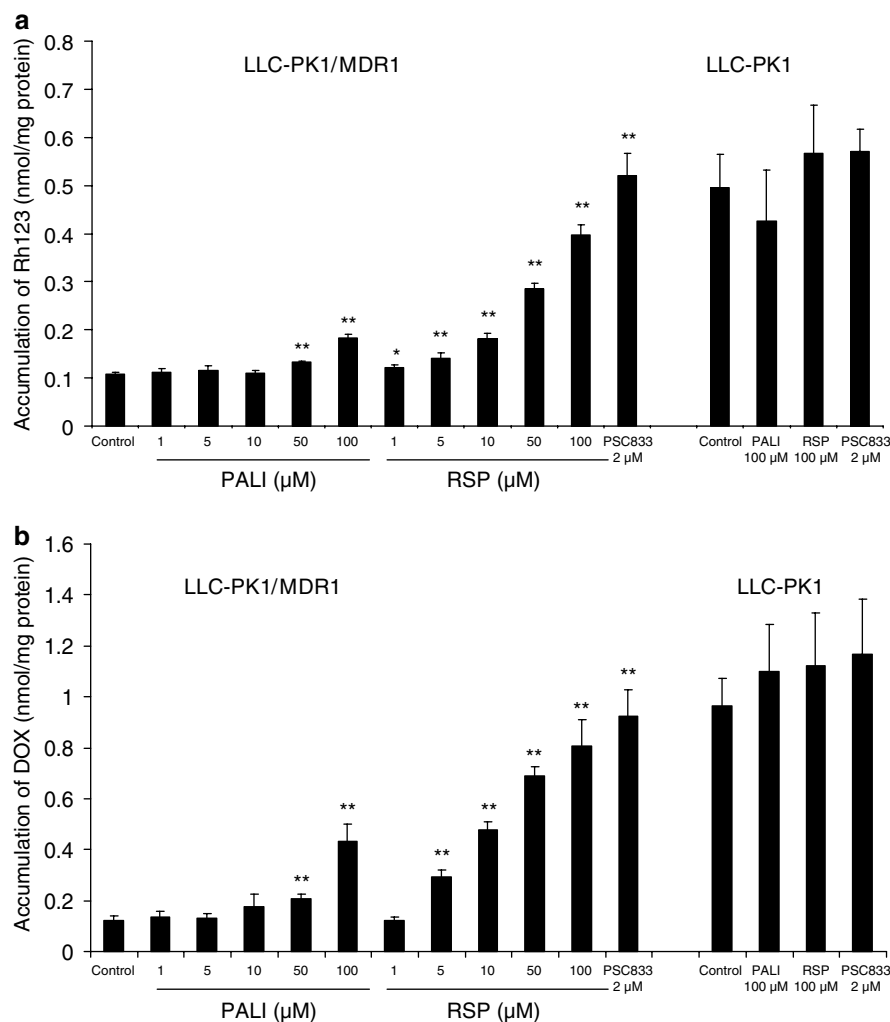 a
Accumulation of Rh123 (nmol/mg protein)
0.8
0.7
0.6
0.5
0.4
0.3
0.2
0.1
0
LLC-PK1/MDR1
LLC-PK1
** ** * ** ** ** ** **
Control 1 5 10 50 100 1 5 10 50 100 PSC833 Control PALI RSP PSC833
2 µM 100 µM 100 µM 2 µM
PALI (µM) RSP (µM)
b
Accumulation of DOX (nmol/mg protein)
1.6
1.4
1.2
1
0.8
0.6
0.4
0.2
0
LLC-PK1/MDR1
LLC-PK1
** ** ** ** ** ** **
Control 1 5 10 50 100 1 5 10 50 100 PSC833 Control PALI RSP PSC833
2 µM 100 µM 100 µM 2 µM
PALI (µM) RSP (µM)